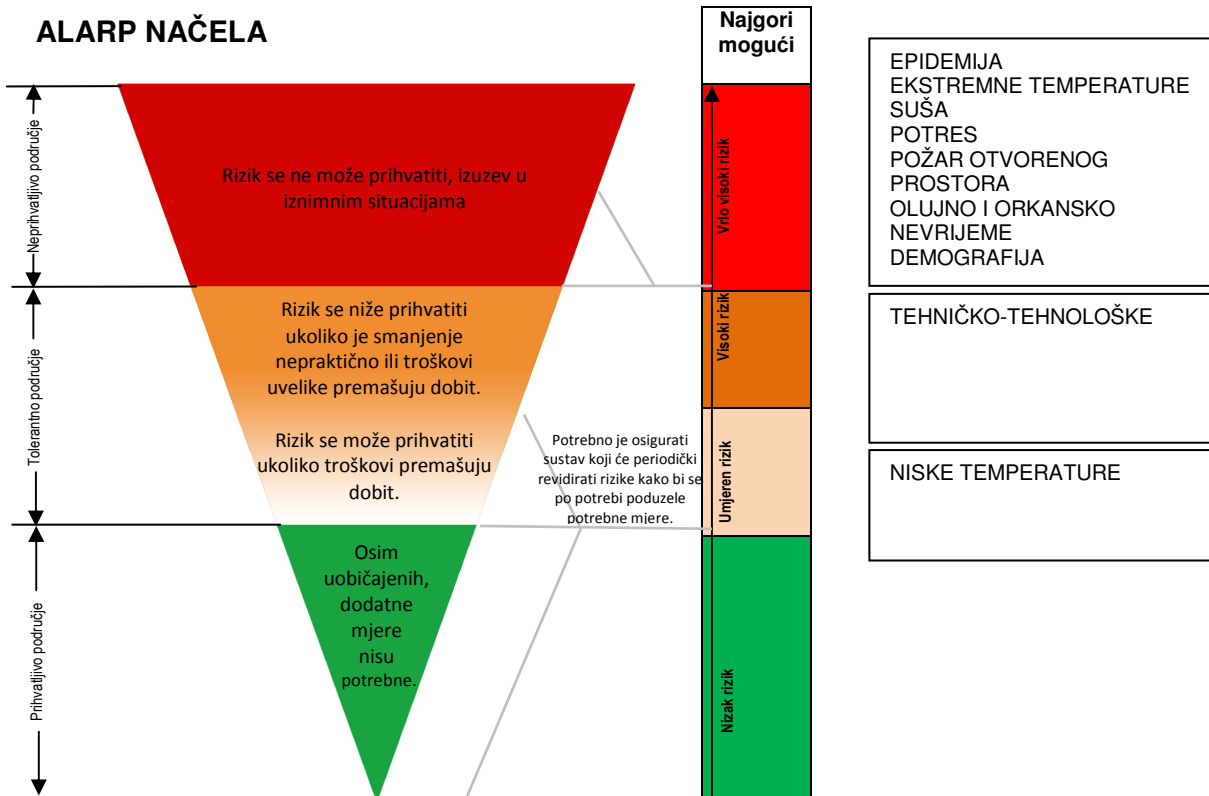 ALARP NAČELA
Neprihvatljivo područje
Tolerantno područje
Prihvatljivo područje
Rizik se ne može prihvatiti, izuzev u
iznimnim situacijama
Rizik se niže prihvatiti
ukoliko je smanjenje
nepraktično ili troškovi
uvelike premašuju dobit.
Rizik se može prihvatiti
ukoliko troškovi premašuju
dobit.
Osim
uobičajenih,
dodatne
mjere
nisu
potrebne.
Potrebno je osigurati
sustav koji će periodički
revidirati rizike kako bi se
po potrebi poduzele
potrebne mjere.
Najgori
mogući
Vrlo visoki rizik
Visoki rizik
Umjeren rizik
Nizak rizik
EPIDEMIJA
EKSTREMNE TEMPERATURE
SUŠA
POTRES
POŽAR OTVORENOG
PROSTORA
OLUJNO I ORKANSKO
NEVRIJEME
DEMOGRAFIJA
TEHNIČKO-TEHNOLOŠKE
NISKE TEMPERATURE